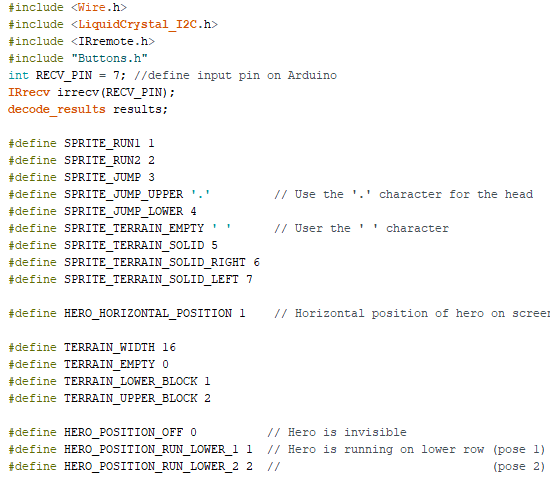 #include <Wire.h>
#include <LiquidCrystal_I2C.h>
#include <IRremote.h>
#include "Buttons.h"
int RECV_PIN = 7; //define input pin on Arduino
IRrecv irrecv(RECV_PIN);
decode_results results;
#define SPRITE_RUN1 1
#define SPRITE_RUN2 2
#define SPRITE_JUMP 3
#define SPRITE_JUMP_UPPER '.'         // Use the '.' character for the head
#define SPRITE_JUMP_LOWER 4
#define SPRITE_TERRAIN_EMPTY ' '      // User the ' ' character
#define SPRITE_TERRAIN_SOLID 5
#define SPRITE_TERRAIN_SOLID_RIGHT 6
#define SPRITE_TERRAIN_SOLID_LEFT 7
#define HERO_HORIZONTAL_POSITION 1    // Horizontal position of hero on screen
#define TERRAIN_WIDTH 16
#define TERRAIN_EMPTY 0
#define TERRAIN_LOWER_BLOCK 1
#define TERRAIN_UPPER_BLOCK 2
#define HERO_POSITION_OFF 0          // Hero is invisible
#define HERO_POSITION_RUN_LOWER_1 1  // Hero is running on lower row (pose 1)
#define HERO_POSITION_RUN_LOWER_2 2  //                              (pose 2)